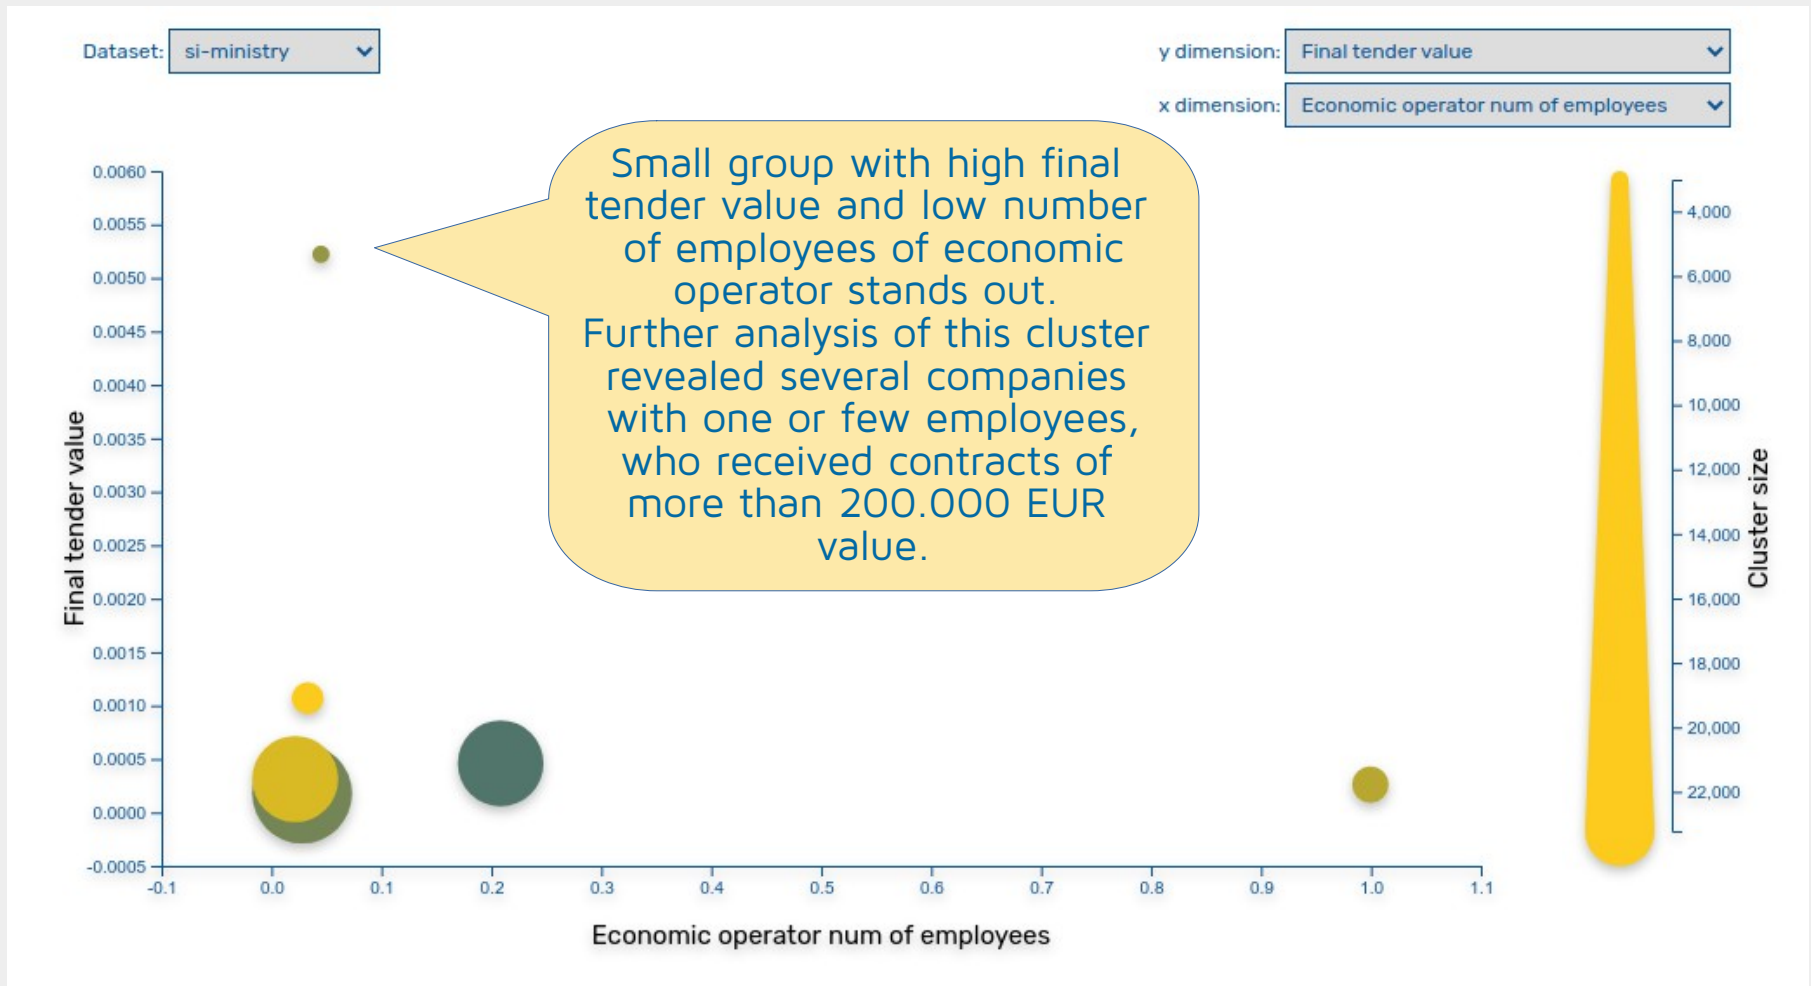 Dataset: si-ministry
y dimension: Final tender value
x dimension: Economic operator num of employees
Small group with high final
tender value and low number
of employees of economic
operator stands out.
Further analysis of this cluster
revealed several companies
with one or few employees,
who received contracts of
more than 200.000 EUR
value.
Final tender value
0.0060
0.0055
0.0050
0.0045
0.0040
0.0035
0.0030
0.0025
0.0020
0.0015
0.0010
0.0005
0.0000
-0.0005
-0.1 0.0 0.1 0.2 0.3 0.4 0.5 0.6 0.7 0.8 0.9 1.0 1.1
Economic operator num of employees
4,000
6,000
8,000
10,000
12,000
14,000
16,000
18,000
20,000
22,000
Cluster size